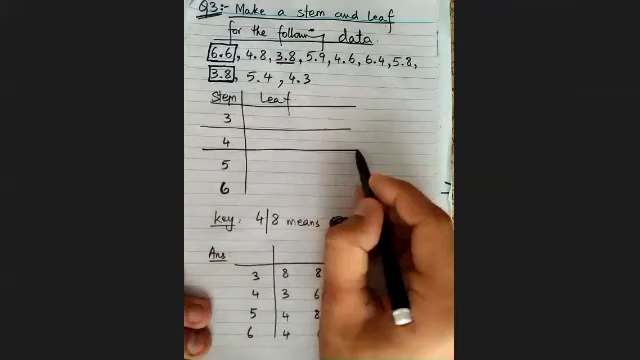 Q3: Make a stem and leaf
for the following data
6.6, 4.8, 3.8, 5.9, 4.6, 6.4, 5.8,
3.8, 5.4, 4.3
Stem Leaf
3
4
5
6
key: 4|8 means
Ans
3 8 8
4 3 6
5 4 8
6 4